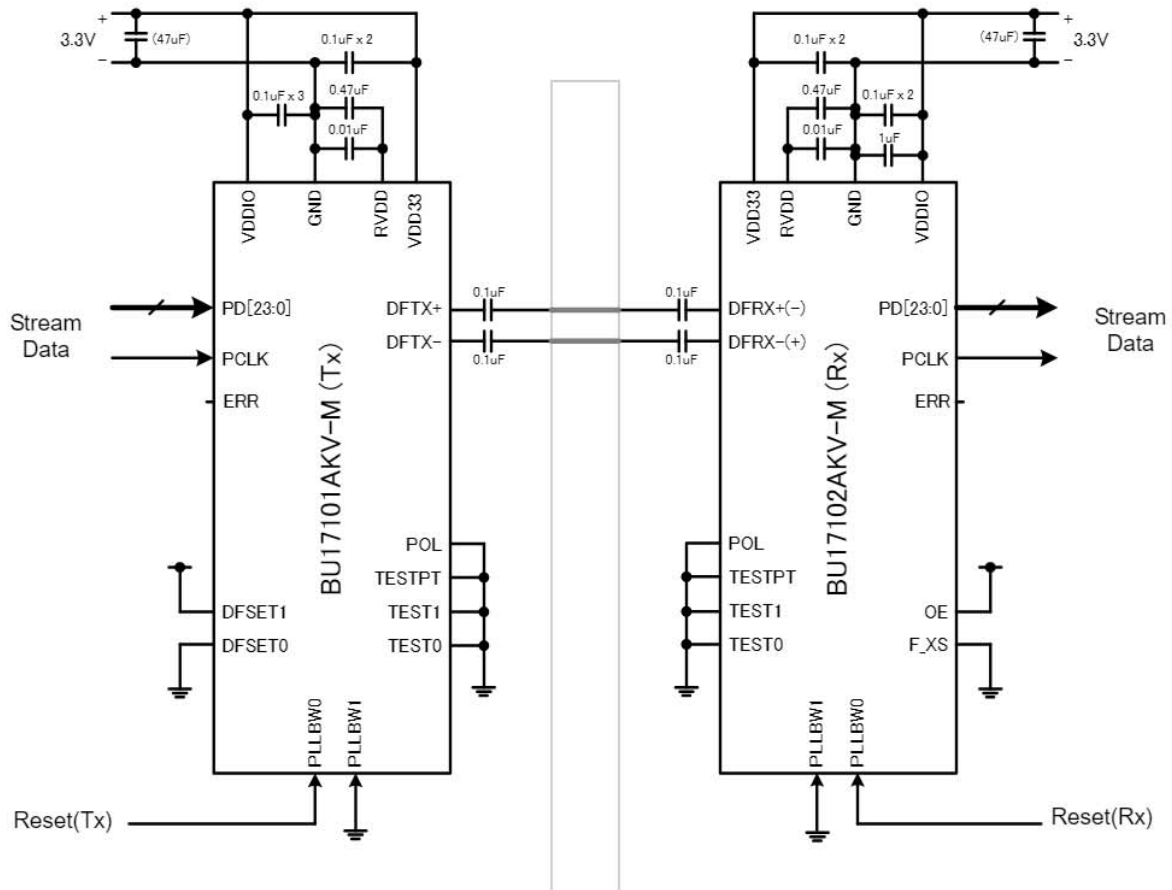 +
3.3V
−
(47uF)
0.1uF x 2
0.1uF x 3
0.47uF
0.01uF
VDDIO
GND
RVDD
VDD33
Stream
Data
PD[23:0]
PCLK
ERR
DFTX+
DFTX-
BU17101AKV-M (Tx)
POL
TESTPT
TEST1
TEST0
DFSET1
DFSET0
PLLBW0
PLLBW1
Reset(Tx)
0.1uF
0.1uF
0.1uF
0.1uF
0.1uF x 2
(47uF)
+
3.3V
−
0.47uF
0.1uF x 2
0.01uF
1uF
VDD33
RVDD
GND
VDDIO
DFRX+(-)
DFRX-(+)
PD[23:0]
PCLK
ERR
Stream
Data
BU17102AKV-M (Rx)
POL
TESTPT
TEST1
TEST0
OE
F_XS
PLLBW1
PLLBW0
Reset(Rx)